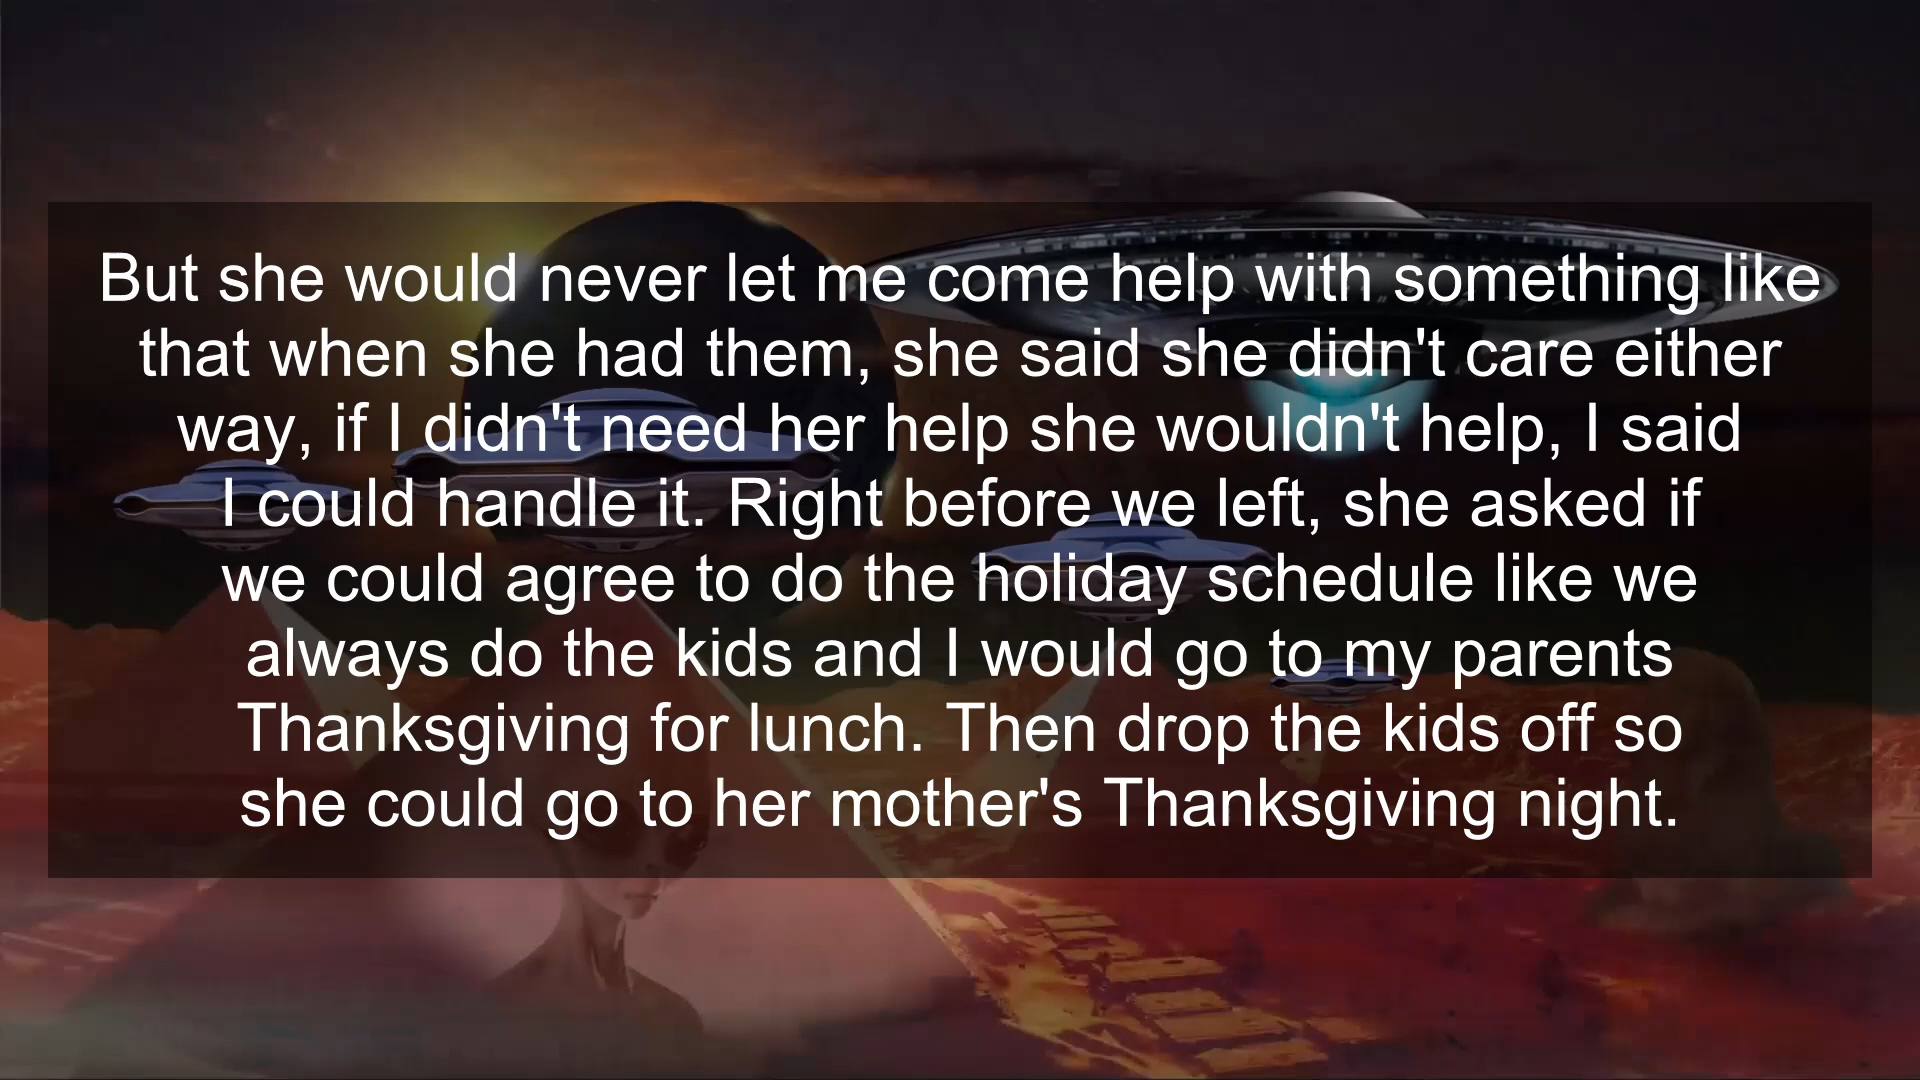 But she would never let me come help with something like
that when she had them, she said she didn't care either
way, if I didn't need her help she wouldn't help, I said
I could handle it. Right before we left, she asked if
we could agree to do the holiday schedule like we
always do the kids and I would go to my parents
Thanksgiving for lunch. Then drop the kids off so
she could go to her mother's Thanksgiving night.